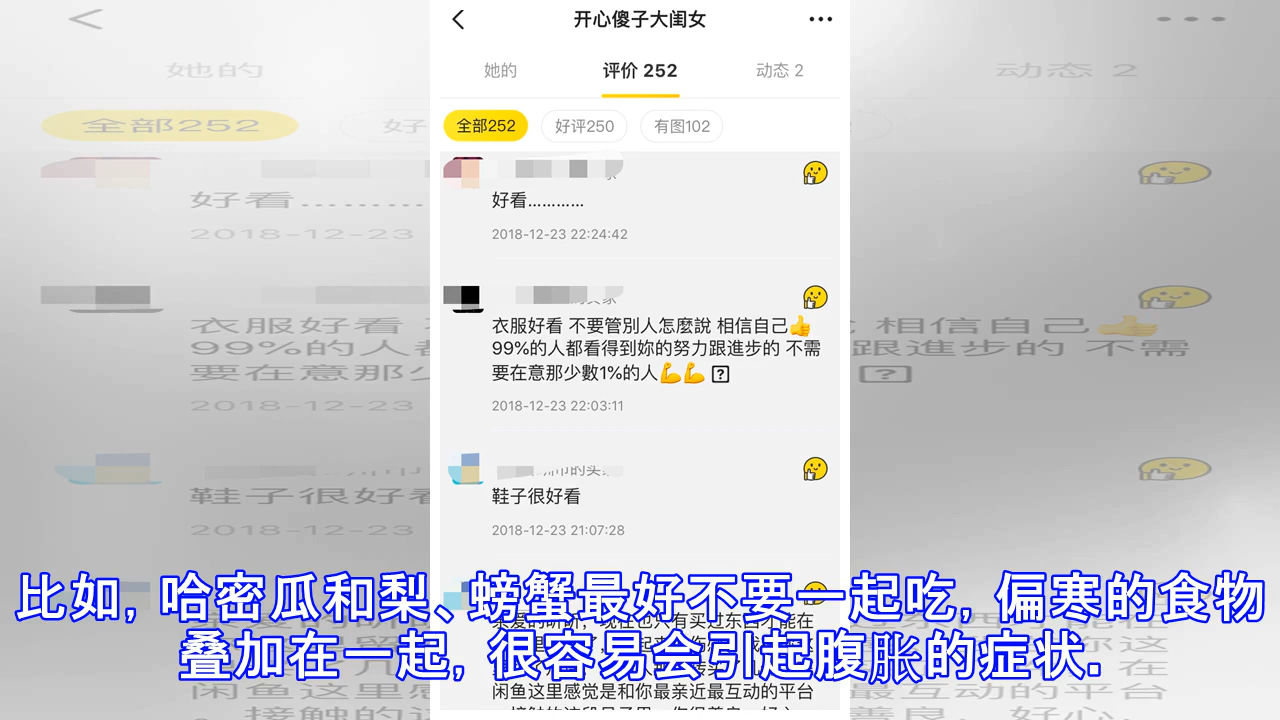 开心傻子大闺女
她的 评价 252 动态 2
全部252 好评250 有图102
好看…………
2018-12-23 22:24:42
衣服好看 不要管別人怎麼說 相信自己👍
99%的人都看得到妳的努力跟進步的 不需
要在意那少數1%的人💪💪 ?
2018-12-23 22:03:11
鞋子很好看
2018-12-23 21:07:28
比如, 哈密瓜和梨、螃蟹最好不要一起吃, 偏寒的食物
叠加在一起, 很容易会引起腹胀的症状.
闲鱼这里感觉是和你最亲近最互动的平台